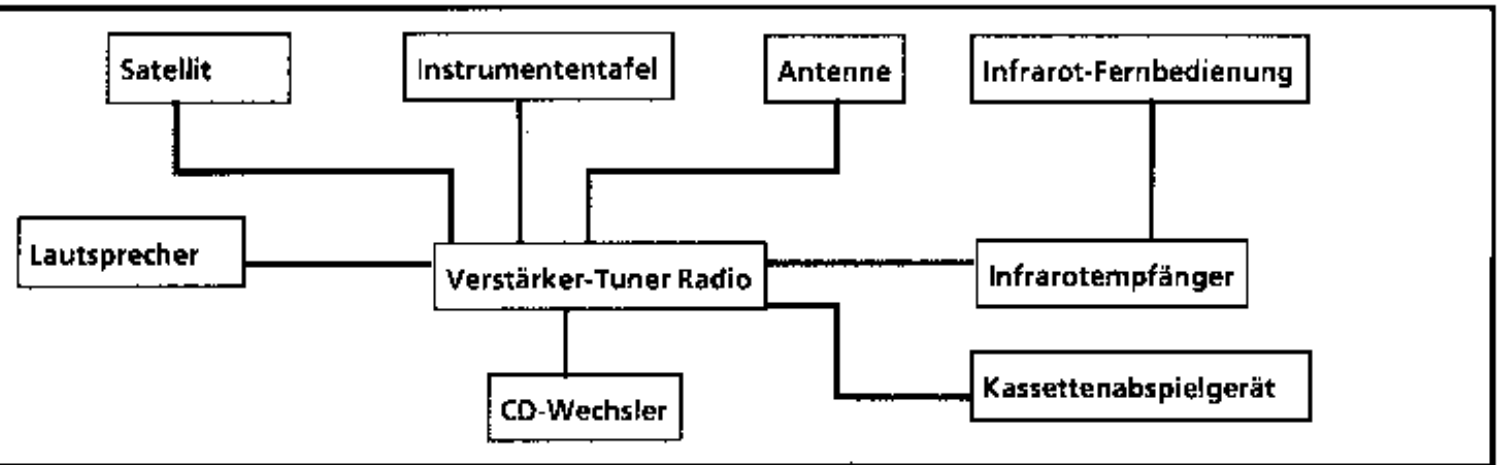 Satellit
Instrumententafel
Antenne
Infrarot-Fernbedienung
Lautsprecher
Verstärker-Tuner Radio
Infrarotempfänger
CD-Wechsler
Kassettenabspielgerät